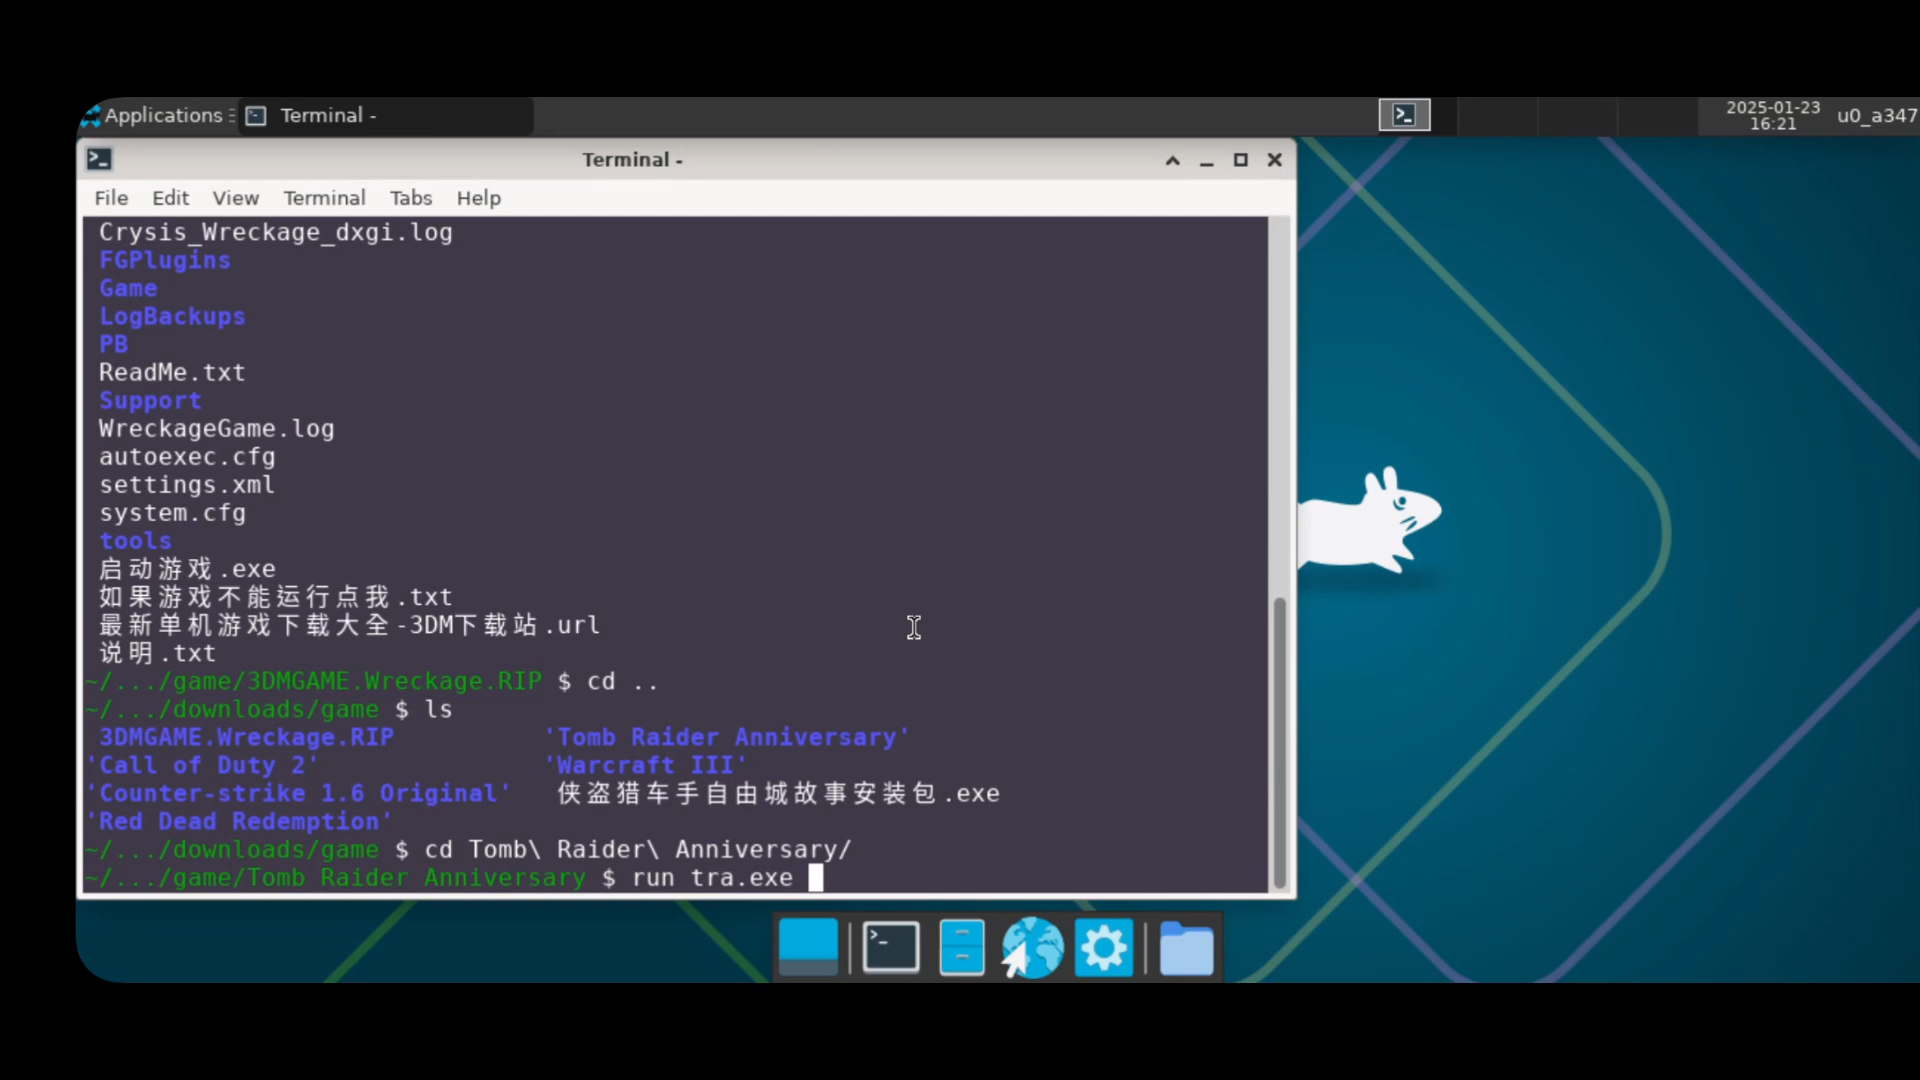 Applications
Terminal -
2025-01-23
16:21
u0_a347
Terminal -
File Edit View Terminal Tabs Help
Crysis_Wreckage_dxgi.log
FGPlugins
Game
LogBackups
PB
ReadMe.txt
Support
WreckageGame.log
autoexec.cfg
settings.xml
system.cfg
tools
启动游戏.exe
如果游戏不能运行点我.txt
最新单机游戏下载大全-3DM下载站.url
说明.txt
~/.../game/3DMGAME.Wreckage.RIP $ cd ..
~/.../downloads/game $ ls
3DMGAME.Wreckage.RIP 'Tomb Raider Anniversary'
'Call of Duty 2' 'Warcraft III'
'Counter-strike 1.6 Original' 侠盗猎车手自由城故事安装包.exe
'Red Dead Redemption'
~/.../downloads/game $ cd Tomb\ Raider\ Anniversary/
~/.../game/Tomb Raider Anniversary $ run tra.exe